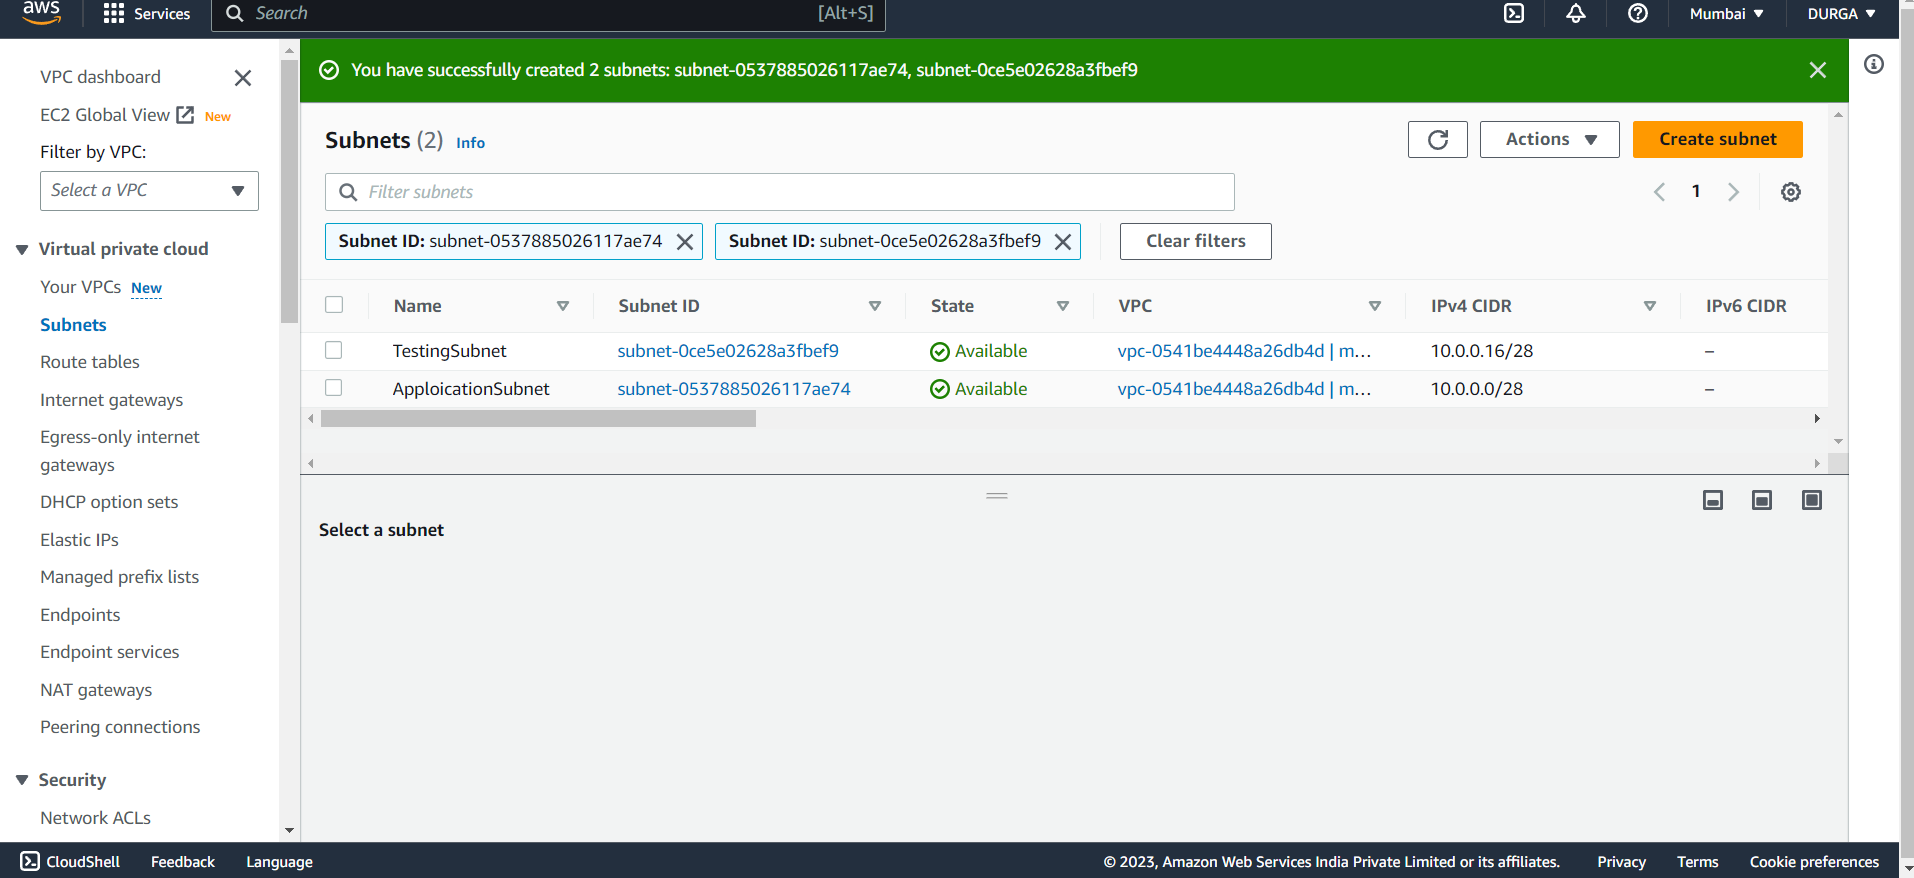 aws Services Search [Alt+S] Mumbai DURGA
VPC dashboard
EC2 Global View New
Filter by VPC:
Select a VPC
Virtual private cloud
Your VPCs New
Subnets
Route tables
Internet gateways
Egress-only internet
gateways
DHCP option sets
Elastic IPs
Managed prefix lists
Endpoints
Endpoint services
NAT gateways
Peering connections
Security
Network ACLs
You have successfully created 2 subnets: subnet-0537885026117ae74, subnet-0ce5e02628a3fbef9
Subnets (2) Info Actions Create subnet
Filter subnets 1
Subnet ID: subnet-0537885026117ae74 Subnet ID: subnet-0ce5e02628a3fbef9 Clear filters
Name Subnet ID State VPC IPv4 CIDR IPv6 CIDR
TestingSubnet subnet-0ce5e02628a3fbef9 Available vpc-0541be4448a26db4d | m... 10.0.0.16/28 –
ApploicationSubnet subnet-0537885026117ae74 Available vpc-0541be4448a26db4d | m... 10.0.0.0/28 –
Select a subnet
CloudShell Feedback Language © 2023, Amazon Web Services India Private Limited or its affiliates. Privacy Terms Cookie preferences